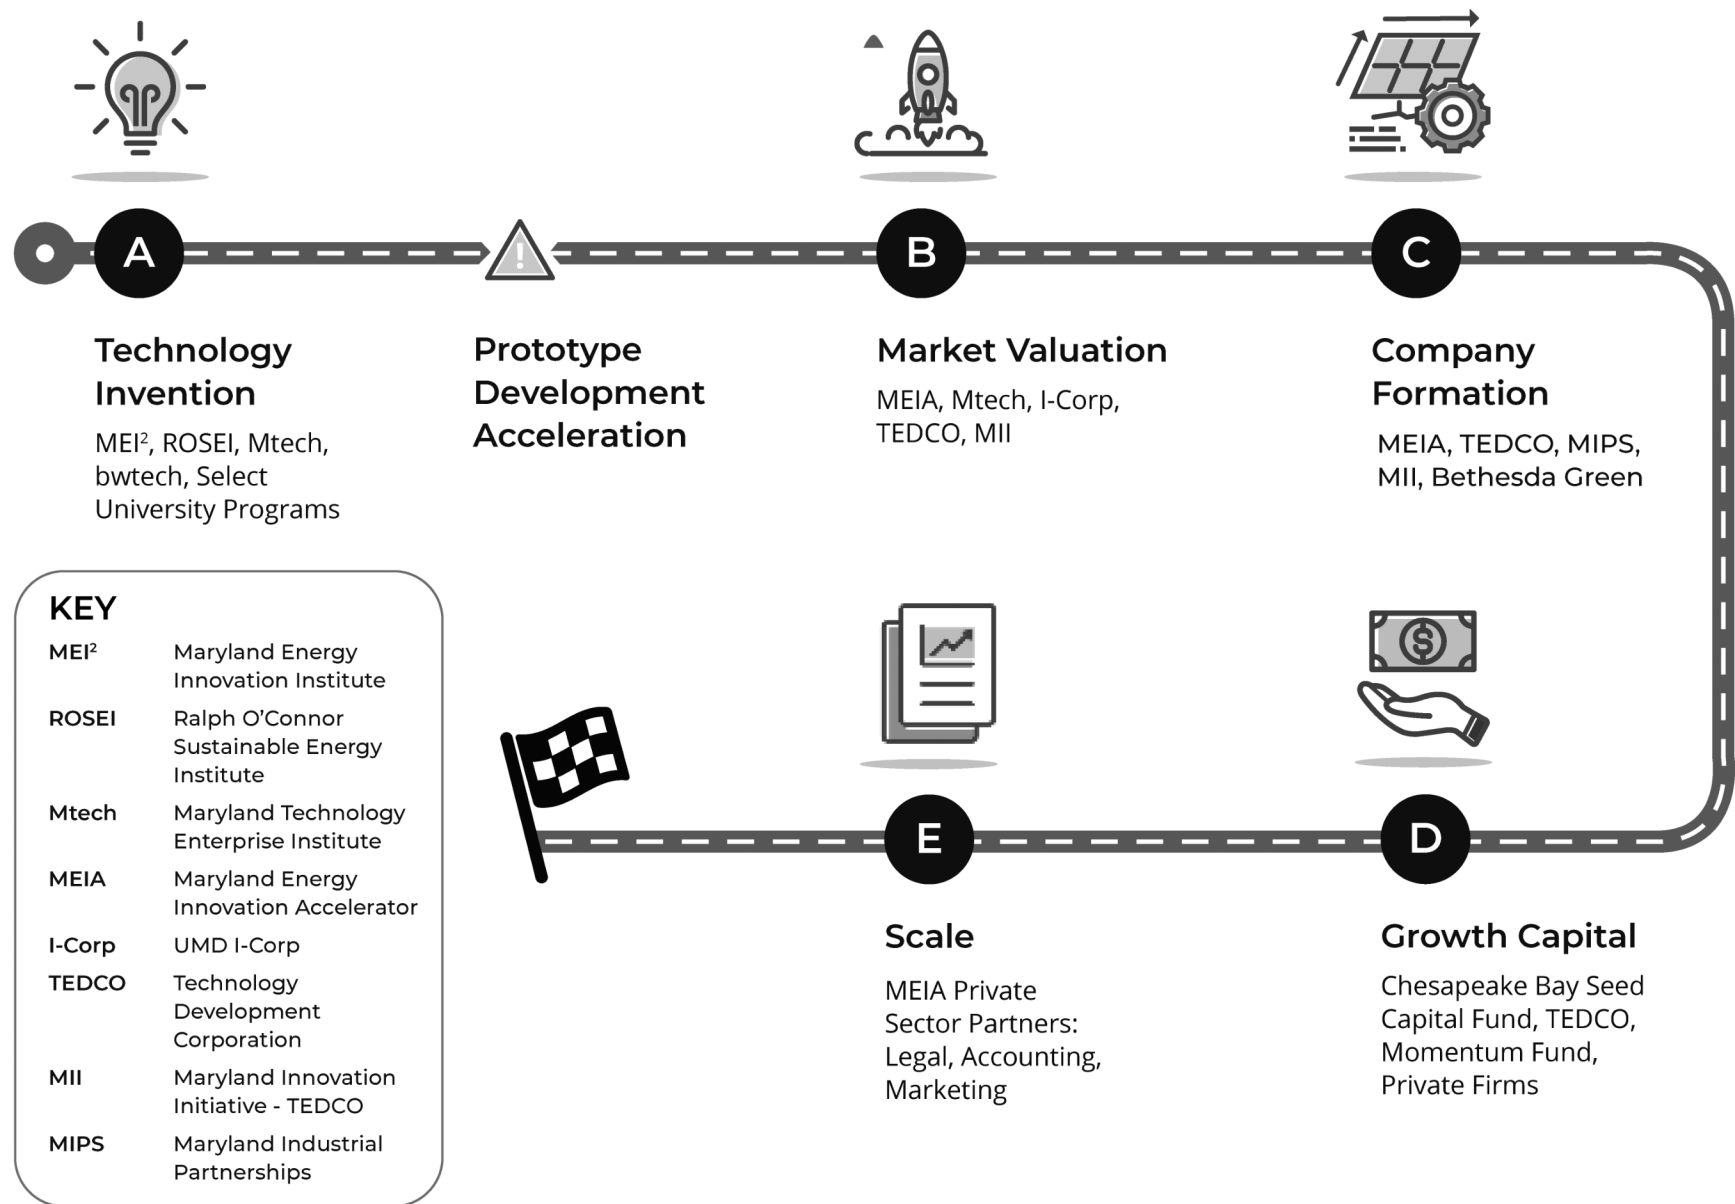 A
B
C
Technology
Invention
MEI², ROSEI, Mtech,
bwtech, Select
University Programs
!
Prototype
Development
Acceleration
Market Valuation
MEIA, Mtech, I-Corp,
TEDCO, MII
Company
Formation
MEIA, TEDCO, MIPS,
MII, Bethesda Green
KEY
MEI² Maryland Energy
Innovation Institute
ROSEI Ralph O’Connor
Sustainable Energy
Institute
Mtech Maryland Technology
Enterprise Institute
MEIA Maryland Energy
Innovation Accelerator
I-Corp UMD I-Corp
TEDCO Technology
Development
Corporation
MII Maryland Innovation
Initiative - TEDCO
MIPS Maryland Industrial
Partnerships
$
D
Growth Capital
Chesapeake Bay Seed
Capital Fund, TEDCO,
Momentum Fund,
Private Firms
E
Scale
MEIA Private
Sector Partners:
Legal, Accounting,
Marketing